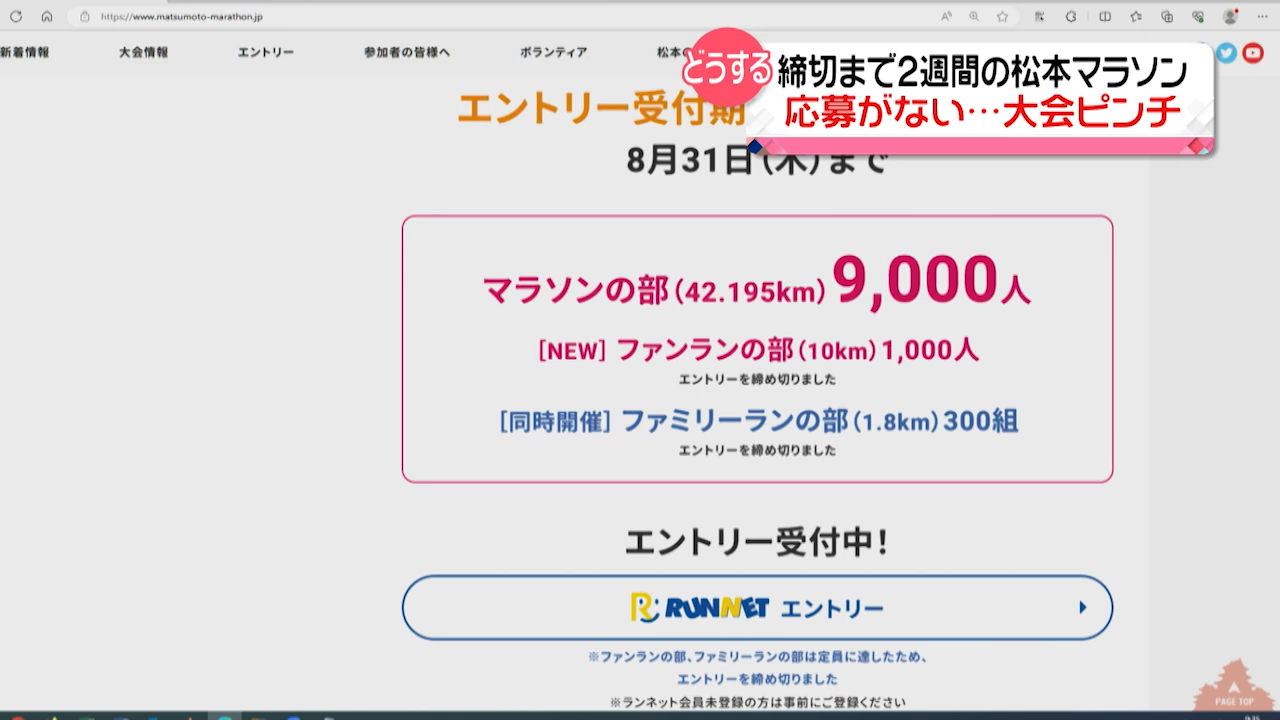 https://www.matsumoto-marathon.jp
新着情報 大会情報 エントリー 参加者の皆様へ ボランティア 松本の
どうする
締切まで2週間の松本マラソン
応募がない…大会ピンチ
エントリー受付期
8月31日(木)まで
マラソンの部(42.195km)9,000人
[NEW] ファンランの部(10km)1,000人
エントリーを締め切りました
[同時開催] ファミリーランの部(1.8km)300組
エントリーを締め切りました
エントリー受付中!
RUNNET エントリー
※ファンランの部、ファミリーランの部は定員に達したため、
エントリーを締め切りました
※ランネット会員未登録の方は事前にご登録ください
PAGE TOP